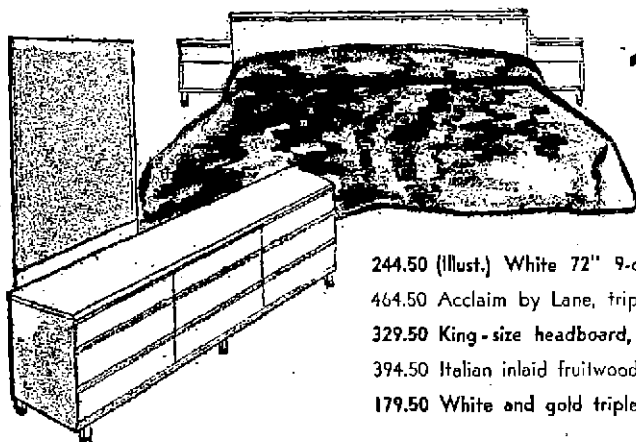 244.50 (Illust.) White 72" 9-
464.50 Acclaim by Lane,
329.50 King-size headboard,
394.50 Italian inlaid fruitwood
179.50 White and gold triple